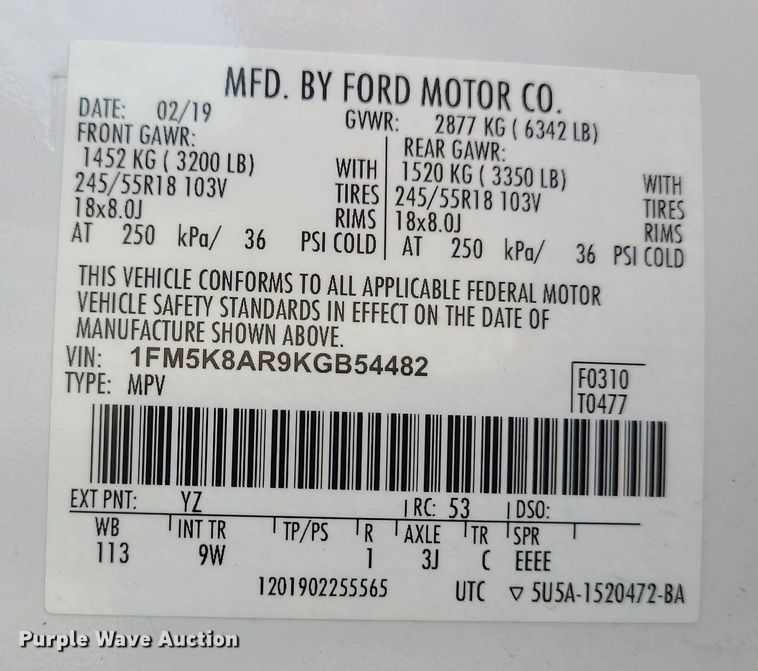 MFD. BY FORD MOTOR CO.
DATE: 02/19 GVWR: 2877 KG ( 6342 LB)
FRONT GAWR: REAR GAWR:
1452 KG ( 3200 LB) WITH 1520 KG ( 3350 LB) WITH
245/55R18 103V TIRES 245/55R18 103V TIRES
18x8.0J RIMS 18x8.0J RIMS
AT 250 kPa/ 36 PSI COLD AT 250 kPa/ 36 PSI COLD
THIS VEHICLE CONFORMS TO ALL APPLICABLE FEDERAL MOTOR
VEHICLE SAFETY STANDARDS IN EFFECT ON THE DATE OF
MANUFACTURE SHOWN ABOVE.
VIN: 1FM5K8AR9KGB54482
TYPE: MPV
F0310
T0477
EXT PNT: YZ RC: 53 DSO:
WB INT TR TP/PS R AXLE TR SPR
113 9W 1 3J C EEEE
1201902255565 UTC ▽ 5U5A-1520472-BA
Purple Wave Auction